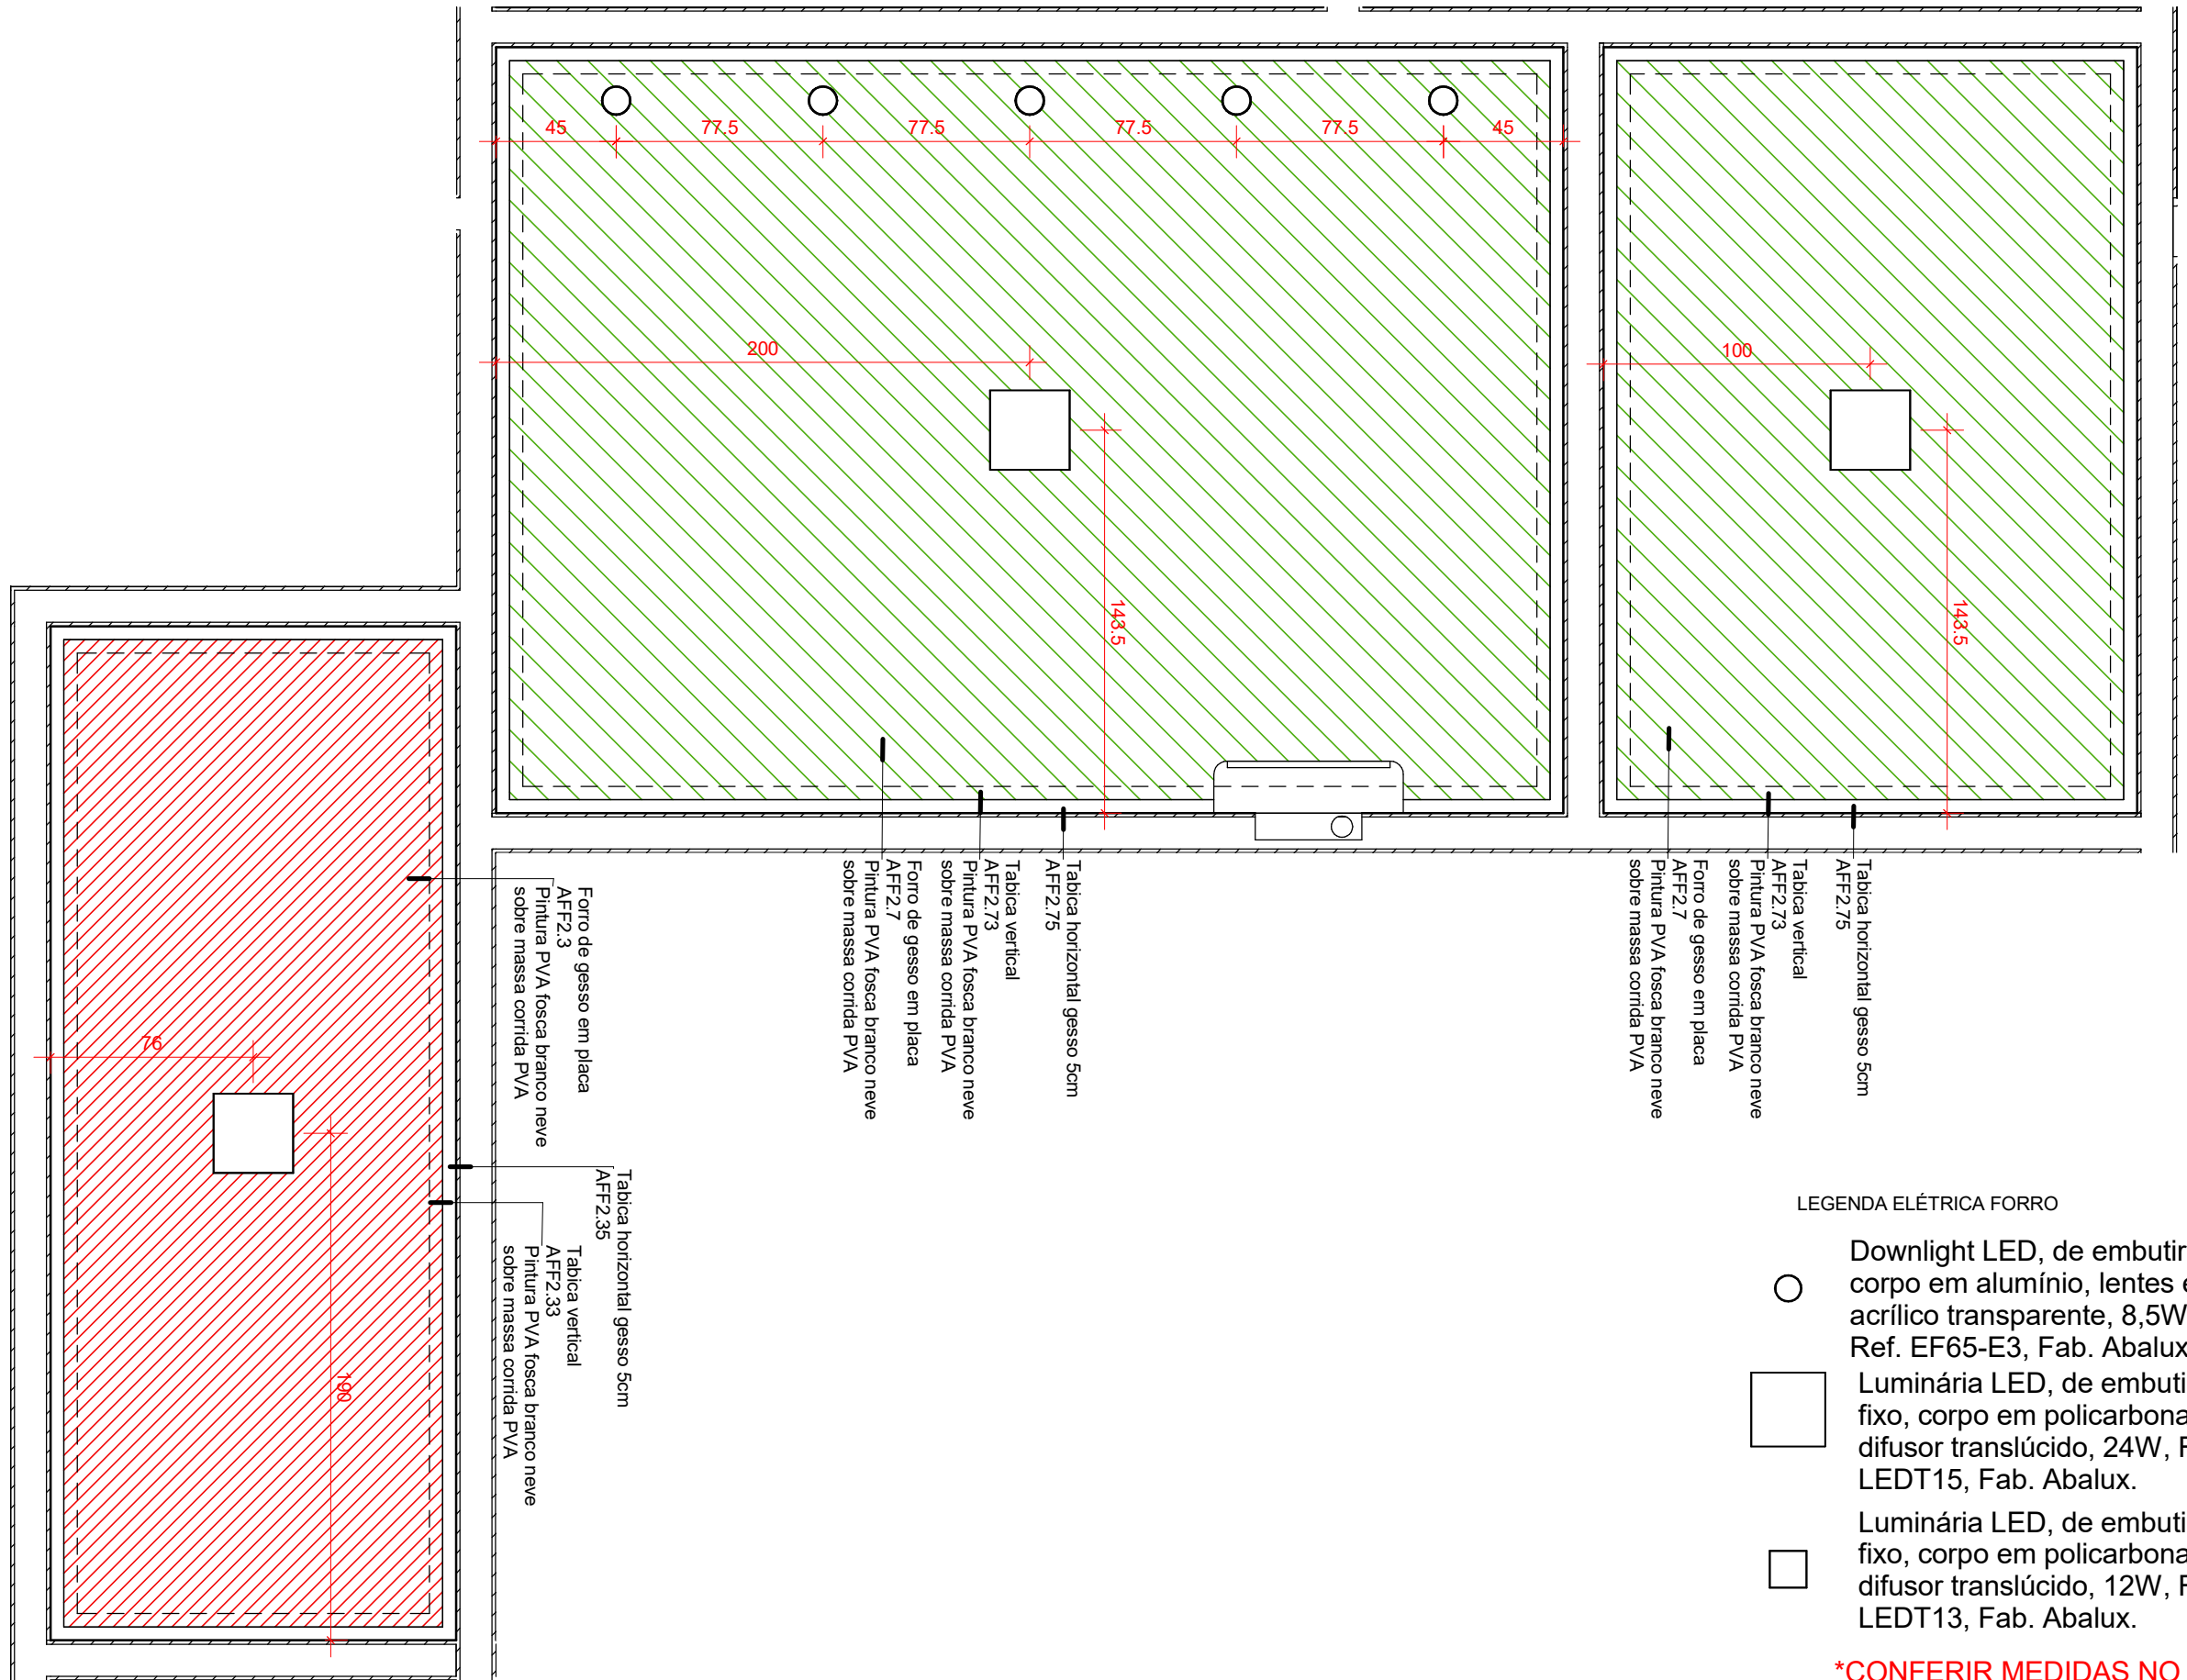 45
77.5
77.5
77.5
77.5
45
200
100
143.5
143.5
Tabica horizontal gesso 5cm
AFF2.75
Tabica vertical
AFF2.73
Pintura PVA fosca branco neve
sobre massa corrida PVA
Forro de gesso em placa
AFF2.7
Pintura PVA fosca branco neve
sobre massa corrida PVA
Tabica horizontal gesso 5cm
AFF2.75
Tabica vertical
AFF2.73
Pintura PVA fosca branco neve
sobre massa corrida PVA
Forro de gesso em placa
AFF2.7
Pintura PVA fosca branco neve
sobre massa corrida PVA
Forro de gesso em placa
AFF2.3
Pintura PVA fosca branco neve
sobre massa corrida PVA
76
190
Tabica horizontal gesso 5cm
AFF2.35
Tabica vertical
AFF2.33
Pintura PVA fosca branco neve
sobre massa corrida PVA
LEGENDA ELÉTRICA FORRO
Downlight LED, de embutir
corpo em alumínio, lentes
acrílico transparente, 8,5W
Ref. EF65-E3, Fab. Abalux
Luminária LED, de embuti
fixo, corpo em policarbona
difusor translúcido, 24W,
LEDT15, Fab. Abalux.
Luminária LED, de embuti
fixo, corpo em policarbona
difusor translúcido, 12W,
LEDT13, Fab. Abalux.
*CONFERIR MEDIDAS NO